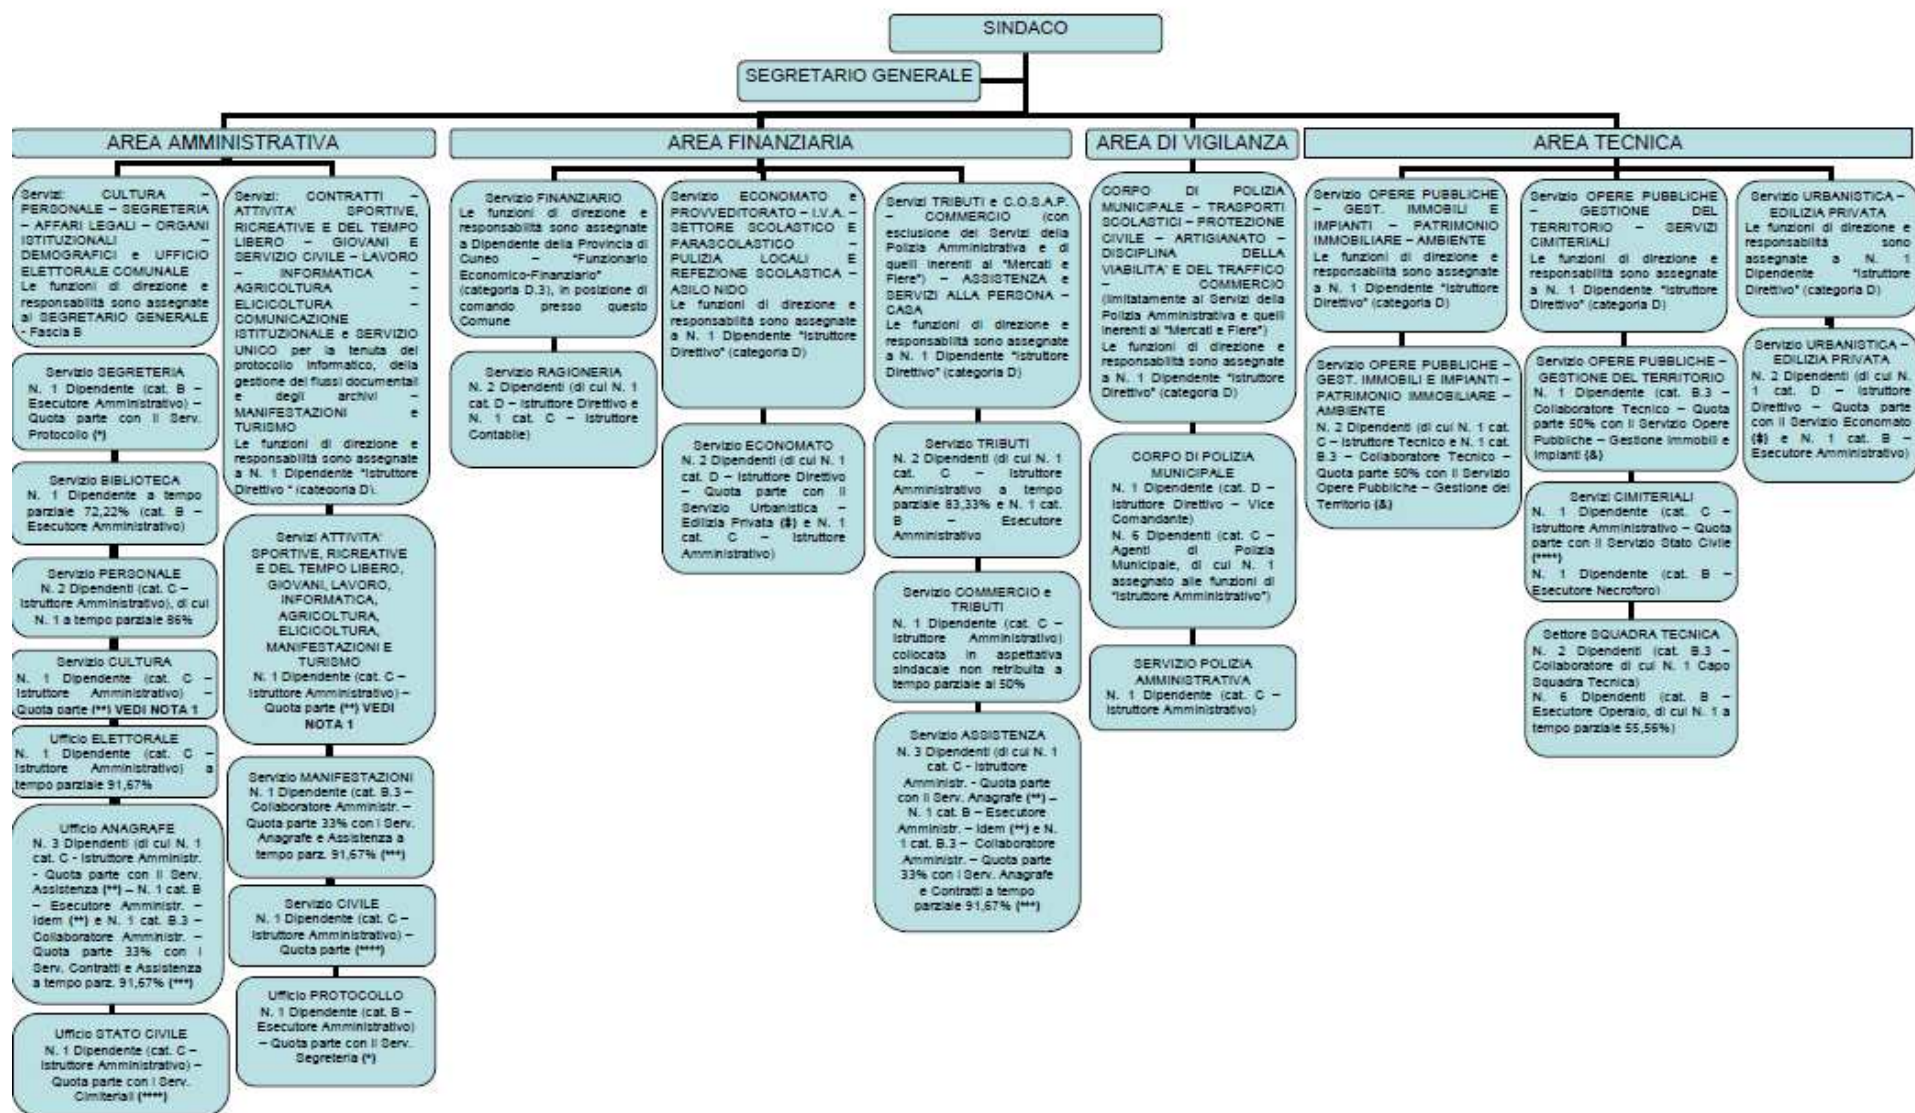 SINDACO
SEGRETARIO GENERALE
AREA AMMINISTRATIVA
Servizi: CULTURA –
PERSONALE – SEGRETERIA
– AFFARI LEGALI – ORGANI
ISTITUZIONALI –
DEMOGRAFICI e UFFICIO
ELETTORALE COMUNALE
Le funzioni di direzione e
responsabilità sono assegnate
al SEGRETARIO GENERALE
- Fascia B
Servizio SEGRETERIA
N. 1 Dipendente (cat. B –
Esecutore Amministrativo) –
Quota parte con il Serv.
Protocollo (*)
Servizio BIBLIOTECA
N. 1 Dipendente a tempo
parziale 72,22% (cat. B –
Esecutore Amministrativo)
Servizio PERSONALE
N. 2 Dipendenti (cat. C –
Istruttore Amministrativo), di cui
N. 1 a tempo parziale 86%
Servizio CULTURA
N. 1 Dipendente (cat. C –
Istruttore Amministrativo) –
Quota parte (**) VEDI NOTA 1
Ufficio ELETTORALE
N. 1 Dipendente (cat. C –
Istruttore Amministrativo) a
tempo parziale 91,67%
Ufficio ANAGRAFE
N. 3 Dipendenti (di cui N. 1
cat. C - Istruttore Amministr.
- Quota parte con il Serv.
Assistenza (**) – N. 1 cat. B
– Esecutore Amministr. –
Idem (**) e N. 1 cat. B.3 –
Collaboratore Amministr. –
Quota parte 33% con i
Serv. Contratti e Assistenza
a tempo parz. 91,67% (***)
Ufficio STATO CIVILE
N. 1 Dipendente (cat. C –
Istruttore Amministrativo) –
Quota parte con i Serv.
Cimiteriali (****)
Servizi: CONTRATTI –
ATTIVITA' SPORTIVE,
RICREATIVE E DEL TEMPO
LIBERO – GIOVANI E
SERVIZIO CIVILE – LAVORO
– INFORMATICA –
AGRICOLTURA –
ELICICOLTURA –
COMUNICAZIONE
ISTITUZIONALE e SERVIZIO
UNICO per la tenuta del
protocollo informatico, della
gestione dei flussi documentali
e degli archivi –
MANIFESTAZIONI e
TURISMO
Le funzioni di direzione e
responsabilità sono assegnate
a N. 1 Dipendente "Istruttore
Direttivo " (categoria D).
Servizi ATTIVITA'
SPORTIVE, RICREATIVE
E DEL TEMPO LIBERO,
GIOVANI, LAVORO,
INFORMATICA,
AGRICOLTURA,
ELICICOLTURA,
MANIFESTAZIONI E
TURISMO
N. 1 Dipendente (cat. C –
Istruttore Amministrativo) –
Quota parte (**) VEDI
NOTA 1
Servizio MANIFESTAZIONI
N. 1 Dipendente (cat. B.3 –
Collaboratore Amministr. –
Quota parte 33% con i Serv.
Anagrafe e Assistenza a
tempo parz. 91,67% (***)
Servizio CIVILE
N. 1 Dipendente (cat. C –
Istruttore Amministrativo) –
Quota parte (****)
Ufficio PROTOCOLLO
N. 1 Dipendente (cat. B –
Esecutore Amministrativo)
– Quota parte con il Serv.
Segreteria (*)
AREA FINANZIARIA
Servizio FINANZIARIO
Le funzioni di direzione e
responsabilità sono assegnate
a Dipendente della Provincia di
Cuneo – "Funzionario
Economico-Finanziario"
(categoria D.3), in posizione di
comando presso questo
Comune
Servizio RAGIONERIA
N. 2 Dipendenti (di cui N. 1
cat. D – Istruttore Direttivo e
N. 1 cat. C – Istruttore
Contabile)
Servizio ECONOMATO e
PROVVEDITORATO – I.V.A. –
SETTORE SCOLASTICO E
PARASCOLASTICO –
PULIZIA LOCALI E
REFEZIONE SCOLASTICA –
ASILO NIDO
Le funzioni di direzione e
responsabilità sono assegnate
a N. 1 Dipendente "Istruttore
Direttivo" (categoria D)
Servizio ECONOMATO
N. 2 Dipendenti (di cui N. 1
cat. D – Istruttore Direttivo
– Quota parte con il
Servizio Urbanistica –
Edilizia Privata ($) e N. 1
cat. C – Istruttore
Amministrativo)
Servizi TRIBUTI e C.O.S.A.P.
– COMMERCIO (con
esclusione dei Servizi della
Polizia Amministrativa e di
quelli inerenti ai "Mercati e
Fiere") – ASSISTENZA e
SERVIZI ALLA PERSONA –
CASA
Le funzioni di direzione e
responsabilità sono assegnate
a N. 1 Dipendente "Istruttore
Direttivo" (categoria D)
Servizio TRIBUTI
N. 2 Dipendenti (di cui N. 1
cat. C – Istruttore
Amministrativo a tempo
parziale 83,33% e N. 1 cat.
B – Esecutore
Amministrativo
Servizio COMMERCIO e
TRIBUTI
N. 1 Dipendente (cat. C –
Istruttore Amministrativo)
collocata in aspettativa
sindacale non retribuita a
tempo parziale al 50%
Servizio ASSISTENZA
N. 3 Dipendenti (di cui N. 1
cat. C - Istruttore
Amministr. - Quota parte
con il Serv. Anagrafe (**) –
N. 1 cat. B – Esecutore
Amministr. – Idem (**) e N.
1 cat. B.3 – Collaboratore
Amministr. – Quota parte
33% con i Serv. Anagrafe
e Contratti a tempo
parziale 91,67% (***)
AREA DI VIGILANZA
CORPO DI POLIZIA
MUNICIPALE – TRASPORTI
SCOLASTICI – PROTEZIONE
CIVILE – ARTIGIANATO –
DISCIPLINA DELLA
VIABILITA' E DEL TRAFFICO
– COMMERCIO
(limitatamente ai Servizi della
Polizia Amministrativa e quelli
inerenti ai "Mercati e Fiere")
Le funzioni di direzione e
responsabilità sono assegnate
a N. 1 Dipendente "Istruttore
Direttivo" (categoria D)
CORPO DI POLIZIA
MUNICIPALE
N. 1 Dipendente (cat. D –
Istruttore Direttivo – Vice
Comandante)
N. 6 Dipendenti (cat. C –
Agenti di Polizia
Municipale, di cui N. 1
assegnato alle funzioni di
"Istruttore Amministrativo")
SERVIZIO POLIZIA
AMMINISTRATIVA
N. 1 Dipendente (cat. C –
Istruttore Amministrativo)
AREA TECNICA
Servizio OPERE PUBBLICHE
– GEST. IMMOBILI E
IMPIANTI – PATRIMONIO
IMMOBILIARE – AMBIENTE
Le funzioni di direzione e
responsabilità sono assegnate
a N. 1 Dipendente "Istruttore
Direttivo" (categoria D)
Servizio OPERE PUBBLICHE –
GEST. IMMOBILI E IMPIANTI –
PATRIMONIO IMMOBILIARE –
AMBIENTE
N. 2 Dipendenti (di cui N. 1 cat.
C – Istruttore Tecnico e N. 1 cat.
B.3 – Collaboratore Tecnico –
Quota parte 50% con il Servizio
Opere Pubbliche – Gestione del
Territorio (&)
Servizio OPERE PUBBLICHE
– GESTIONE DEL
TERRITORIO – SERVIZI
CIMITERIALI
Le funzioni di direzione e
responsabilità sono assegnate
a N. 1 Dipendente "Istruttore
Direttivo" (categoria D)
Servizio OPERE PUBBLICHE –
GESTIONE DEL TERRITORIO
N. 1 Dipendente (cat. B.3 –
Collaboratore Tecnico – Quota
parte 50% con il Servizio Opere
Pubbliche – Gestione Immobili e
Impianti (&)
Servizi CIMITERIALI
N. 1 Dipendente (cat. C –
Istruttore Amministrativo – Quota
parte con il Servizio Stato Civile
(****)
N. 1 Dipendente (cat. B –
Esecutore Necroforo)
Settore SQUADRA TECNICA
N. 2 Dipendenti (cat. B.3 –
Collaboratore di cui N. 1 Capo
Squadra Tecnica)
N. 6 Dipendenti (cat. B –
Esecutore Operaio, di cui N. 1 a
tempo parziale 55,56%)
Servizio URBANISTICA –
EDILIZIA PRIVATA
Le funzioni di direzione e
responsabilità sono
assegnate a N. 1
Dipendente "Istruttore
Direttivo" (categoria D)
Servizio URBANISTICA –
EDILIZIA PRIVATA
N. 2 Dipendenti (di cui N.
1 cat. D – Istruttore
Direttivo – Quota parte
con il Servizio Economato
($) e N. 1 cat. B –
Esecutore Amministrativo)